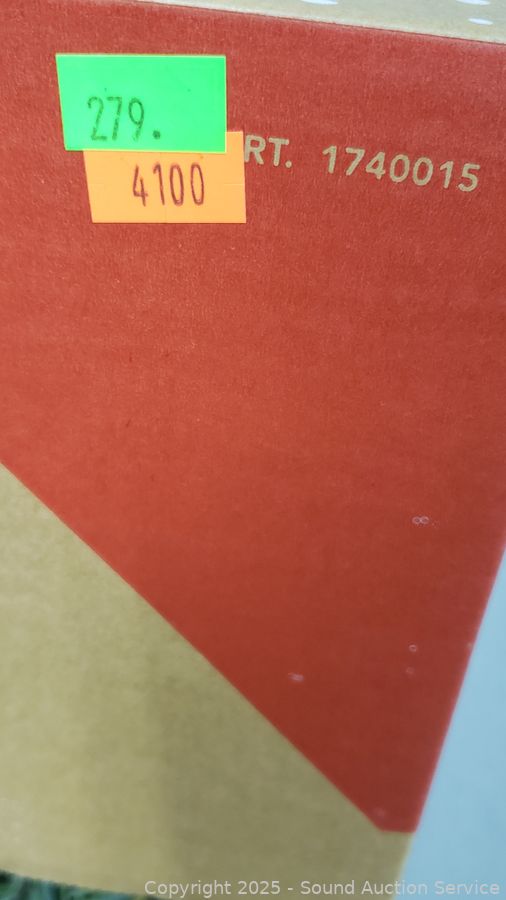 279.
RT. 1740015
4100
Copyright 2025 - Sound Auction Service